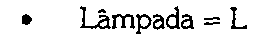 • Lâmpada = L